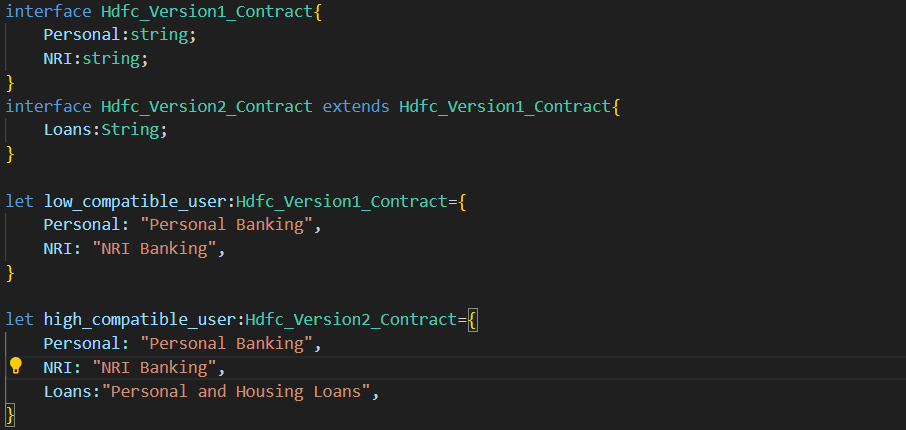 interface Hdfc_Version1_Contract{
    Personal:string;
    NRI:string;
}
interface Hdfc_Version2_Contract extends Hdfc_Version1_Contract{
    Loans:String;
}

let low_compatible_user:Hdfc_Version1_Contract={
    Personal: "Personal Banking",
    NRI: "NRI Banking",
}

let high_compatible_user:Hdfc_Version2_Contract={
    Personal: "Personal Banking",
    NRI: "NRI Banking",
    Loans:"Personal and Housing Loans",
}